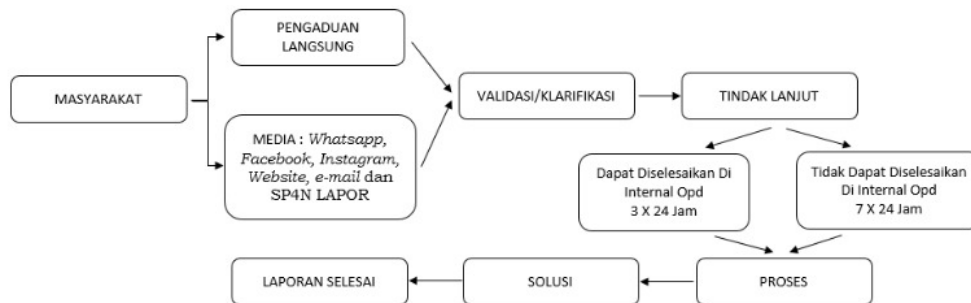 PENGADUAN
LANGSUNG
MASYARAKAT
MEDIA : Whatsapp,
Facebook, Instagram,
Website, e-mail dan
SP4N LAPOR
VALIDASI/KLARIFIKASI
TINDAK LANJUT
Dapat Diselesaikan Di
Internal Opd
3 X 24 Jam
Tidak Dapat Diselesaikan
Di Internal Opd
7 X 24 Jam
PROSES
SOLUSI
LAPORAN SELESAI